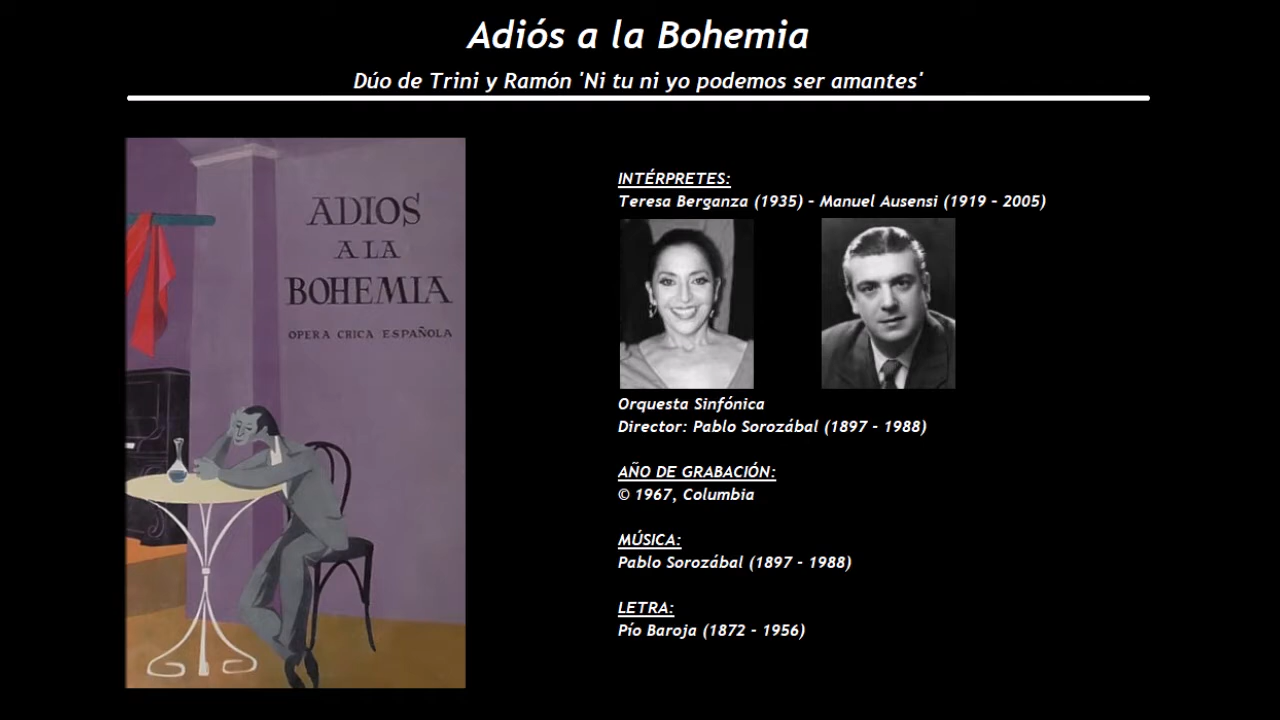 Adiós a la Bohemia
Dúo de Trini y Ramón 'Ni tu ni yo podemos ser amantes'
ADIOS
A LA
BOHEMIA
OPERA CHICA ESPAÑOLA
INTÉRPRETES:
Teresa Berganza (1935) – Manuel Ausensi (1919 – 2005)
Orquesta Sinfónica
Director: Pablo Sorozábal (1897 - 1988)
AÑO DE GRABACIÓN:
© 1967, Columbia
MÚSICA:
Pablo Sorozábal (1897 - 1988)
LETRA:
Pío Baroja (1872 - 1956)